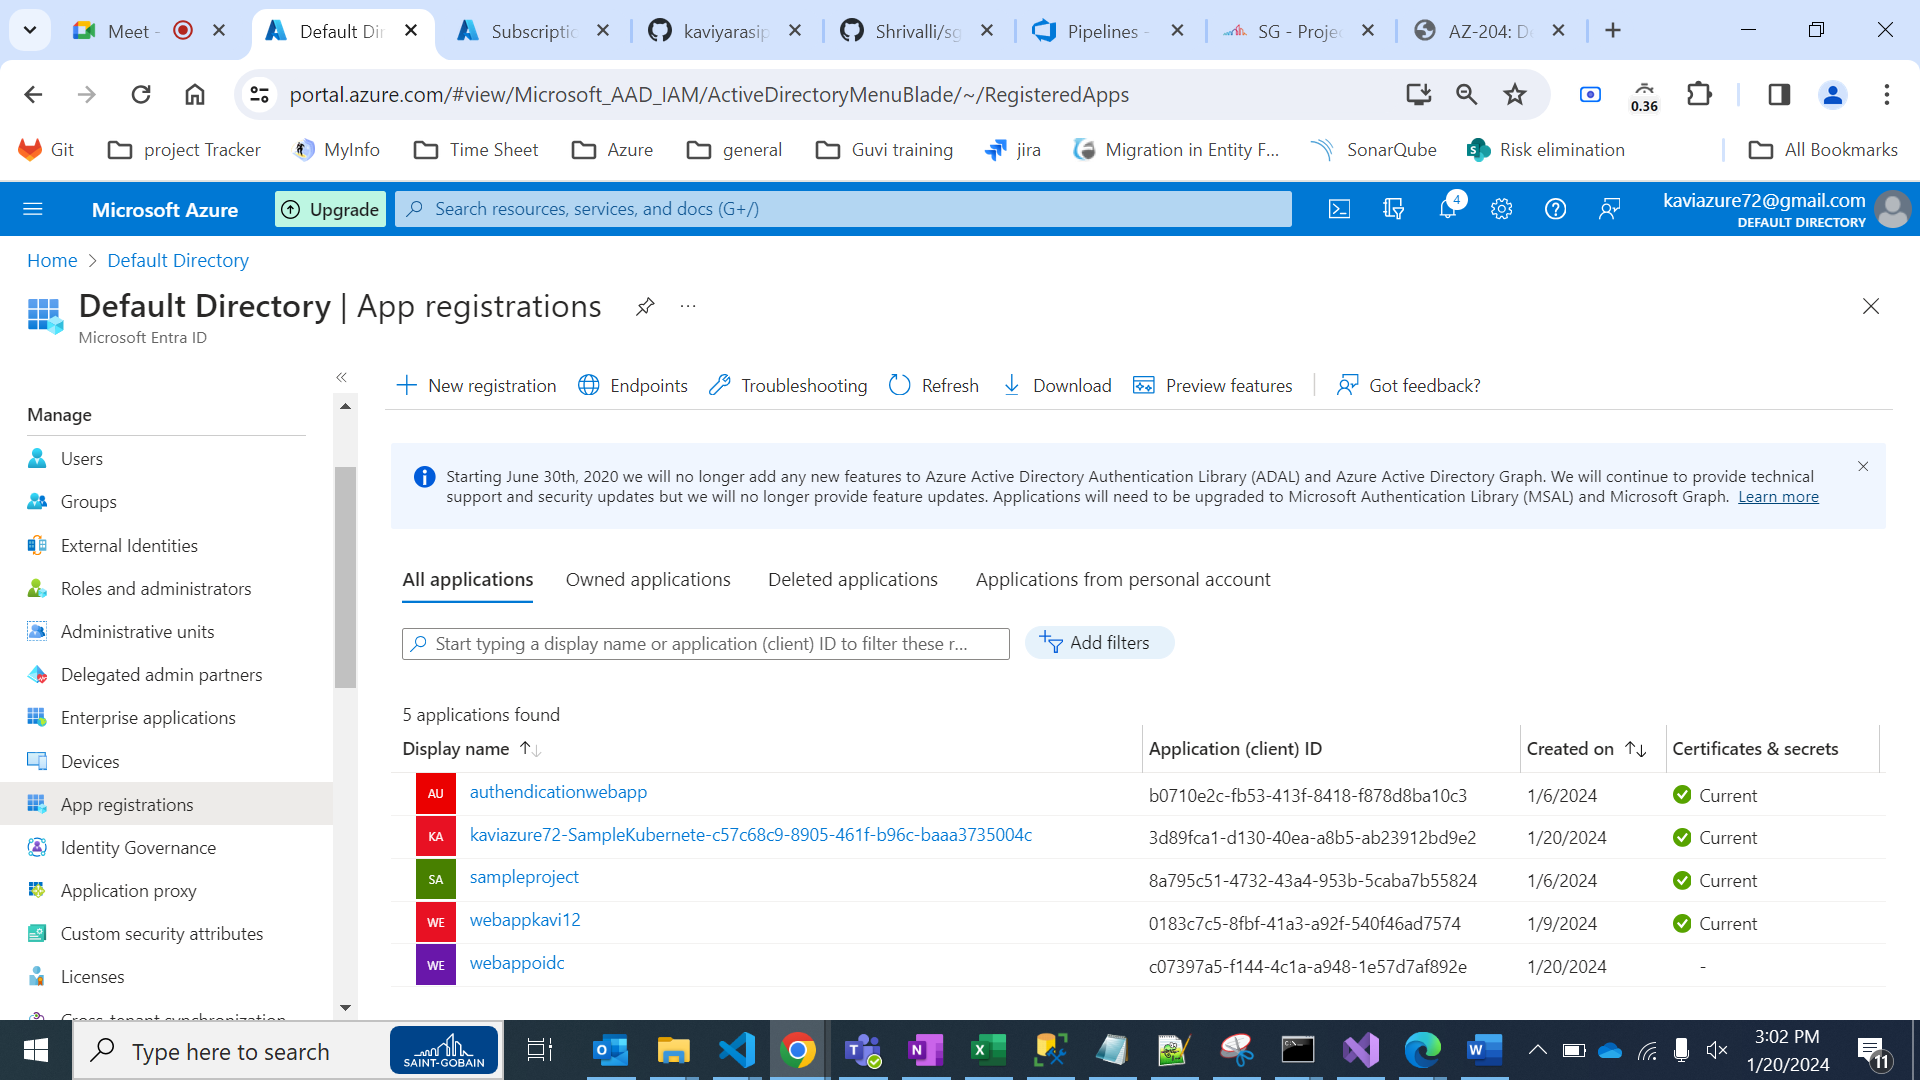 Meet -
Default Dir
Subscriptio
kaviyarasip
Shrivalli/sg
Pipelines -
SG - Projec
AZ-204: De
portal.azure.com/#view/Microsoft_AAD_IAM/ActiveDirectoryMenuBlade/~/RegisteredApps
0.36
Git
project Tracker
MyInfo
Time Sheet
Azure
general
Guvi training
jira
Migration in Entity F...
SonarQube
Risk elimination
All Bookmarks
Microsoft Azure
Upgrade
Search resources, services, and docs (G+/)
4
kaviazure72@gmail.com
DEFAULT DIRECTORY
Home > Default Directory
Default Directory | App registrations
...
Microsoft Entra ID
Manage
Users
Groups
External Identities
Roles and administrators
Administrative units
Delegated admin partners
Enterprise applications
Devices
App registrations
Identity Governance
Application proxy
Custom security attributes
Licenses
Cross-tenant synchronization
New registration
Endpoints
Troubleshooting
Refresh
Download
Preview features
Got feedback?
Starting June 30th, 2020 we will no longer add any new features to Azure Active Directory Authentication Library (ADAL) and Azure Active Directory Graph. We will continue to provide technical
support and security updates but we will no longer provide feature updates. Applications will need to be upgraded to Microsoft Authentication Library (MSAL) and Microsoft Graph. Learn more
All applications
Owned applications
Deleted applications
Applications from personal account
Start typing a display name or application (client) ID to filter these r...
Add filters
5 applications found
Display name
Application (client) ID
Created on
Certificates & secrets
AU authendicationwebapp b0710e2c-fb53-413f-8418-f878d8ba10c3 1/6/2024 Current
KA kaviazure72-SampleKubernete-c57c68c9-8905-461f-b96c-baaa3735004c 3d89fca1-d130-40ea-a8b5-ab23912bd9e2 1/20/2024 Current
SA sampleproject 8a795c51-4732-43a4-953b-5caba7b55824 1/6/2024 Current
WE webappkavi12 0183c7c5-8fbf-41a3-a92f-540f46ad7574 1/9/2024 Current
WE webappoidc c07397a5-f144-4c1a-a948-1e57d7af892e 1/20/2024 -
Type here to search
SAINT-GOBAIN
3:02 PM
1/20/2024
11